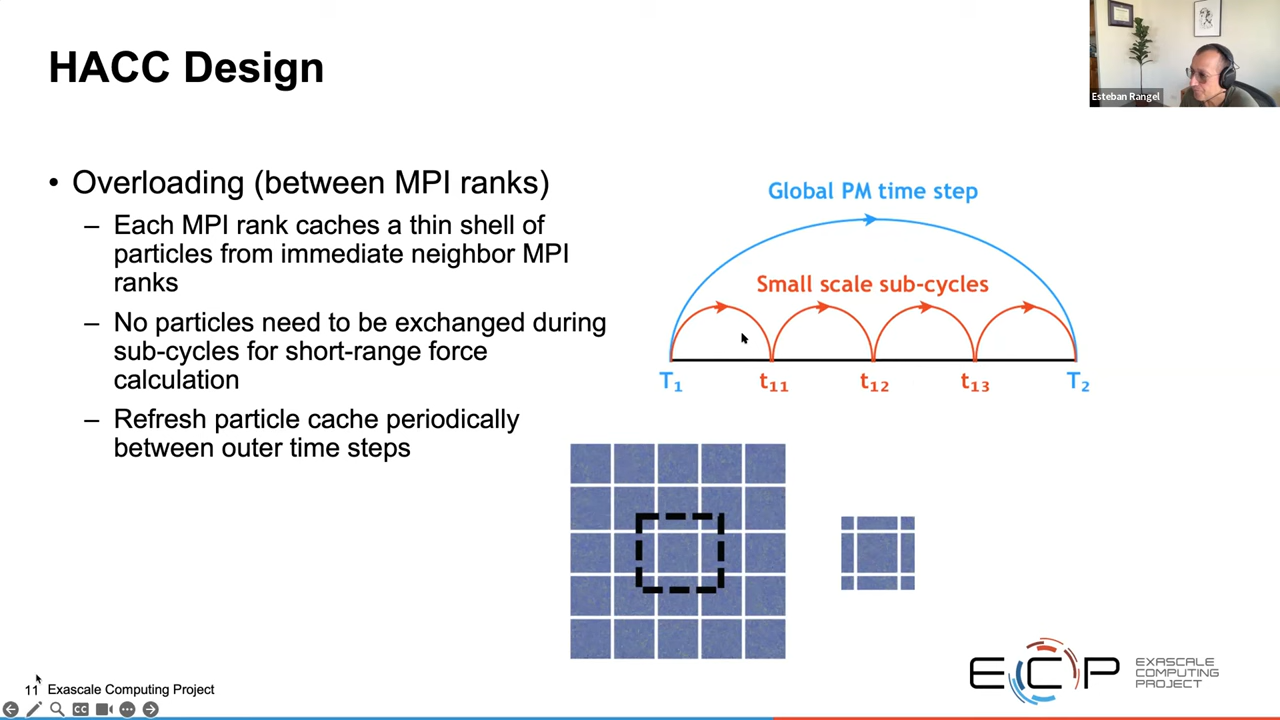 HACC Design
Esteban Rangel
• Overloading (between MPI ranks)
– Each MPI rank caches a thin shell of
particles from immediate neighbor MPI
ranks
– No particles need to be exchanged during
sub-cycles for short-range force
calculation
– Refresh particle cache periodically
between outer time steps
Global PM time step
Small scale sub-cycles
T₁ t₁₁ t₁₂ t₁₃ T₂
11 Exascale Computing Project
CC
ECP
EXASCALE
COMPUTING
PROJECT